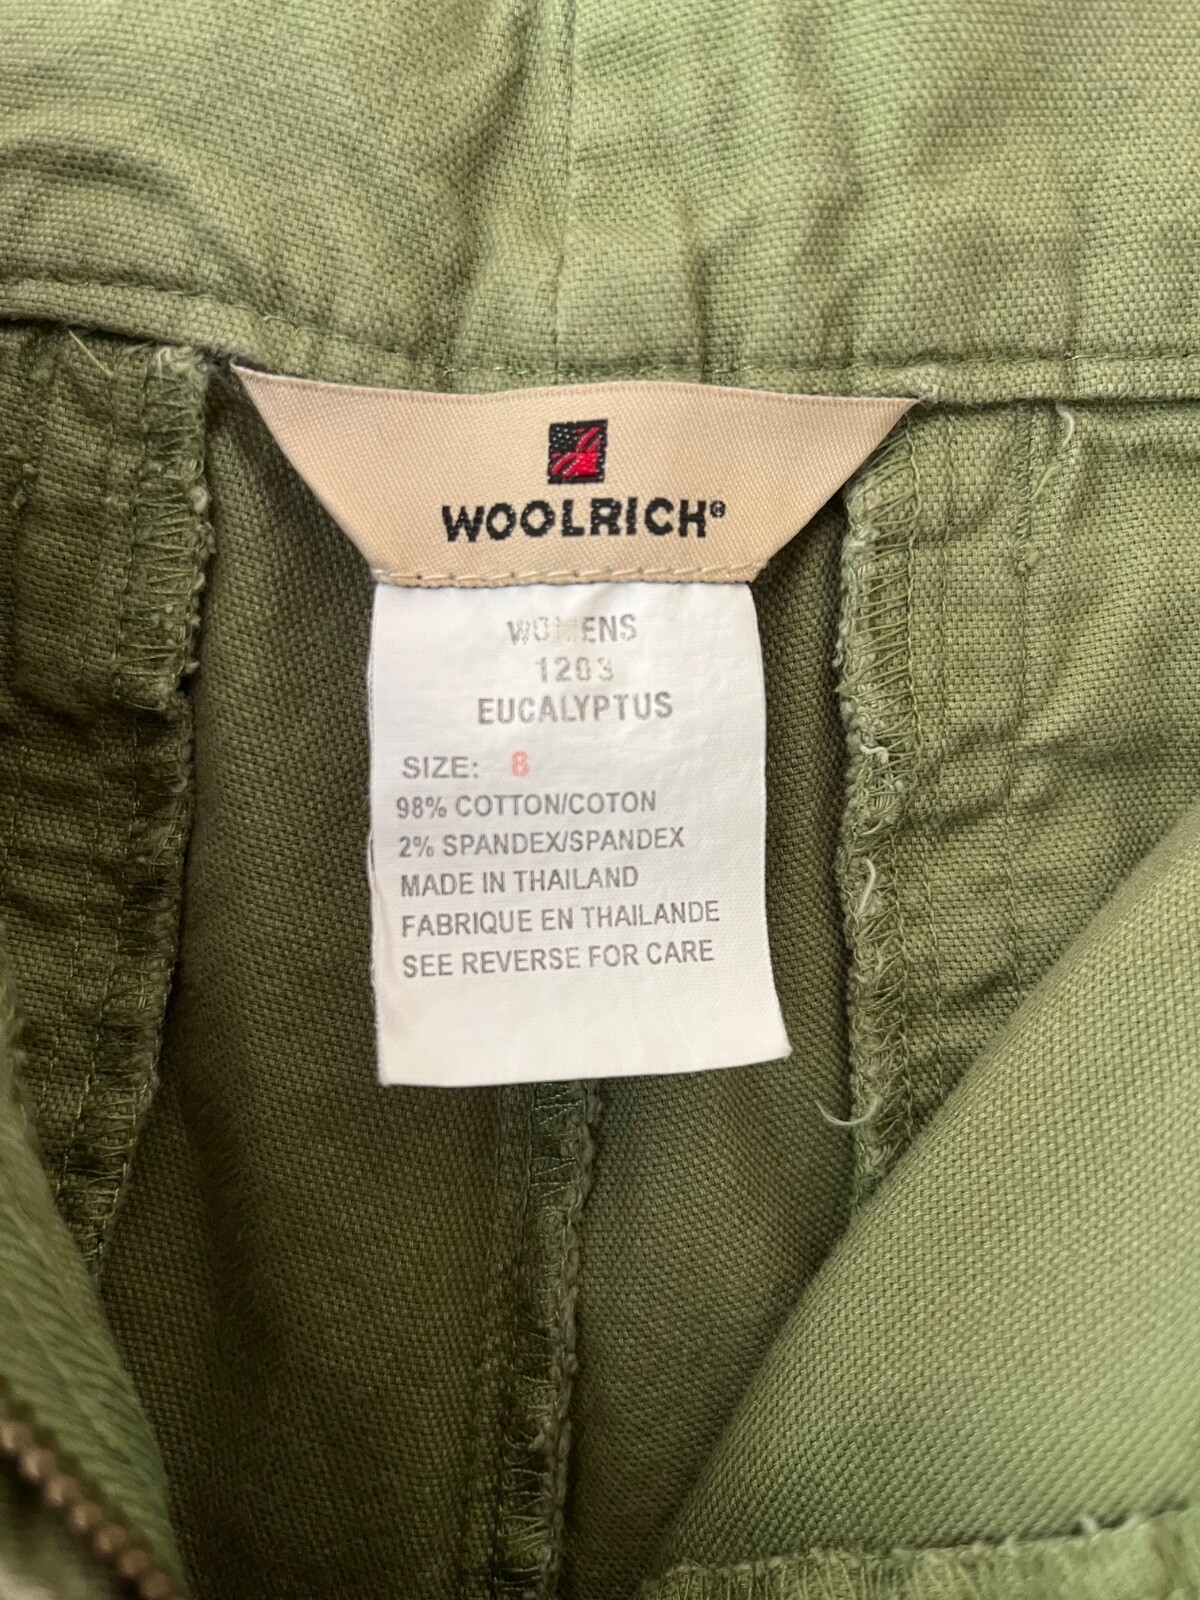 WOOLRICH®
WOMENS
1203
EUCALYPTUS
SIZE: 8
98% COTTON/COTON
2% SPANDEX/SPANDEX
MADE IN THAILAND
FABRIQUE EN THAILANDE
SEE REVERSE FOR CARE